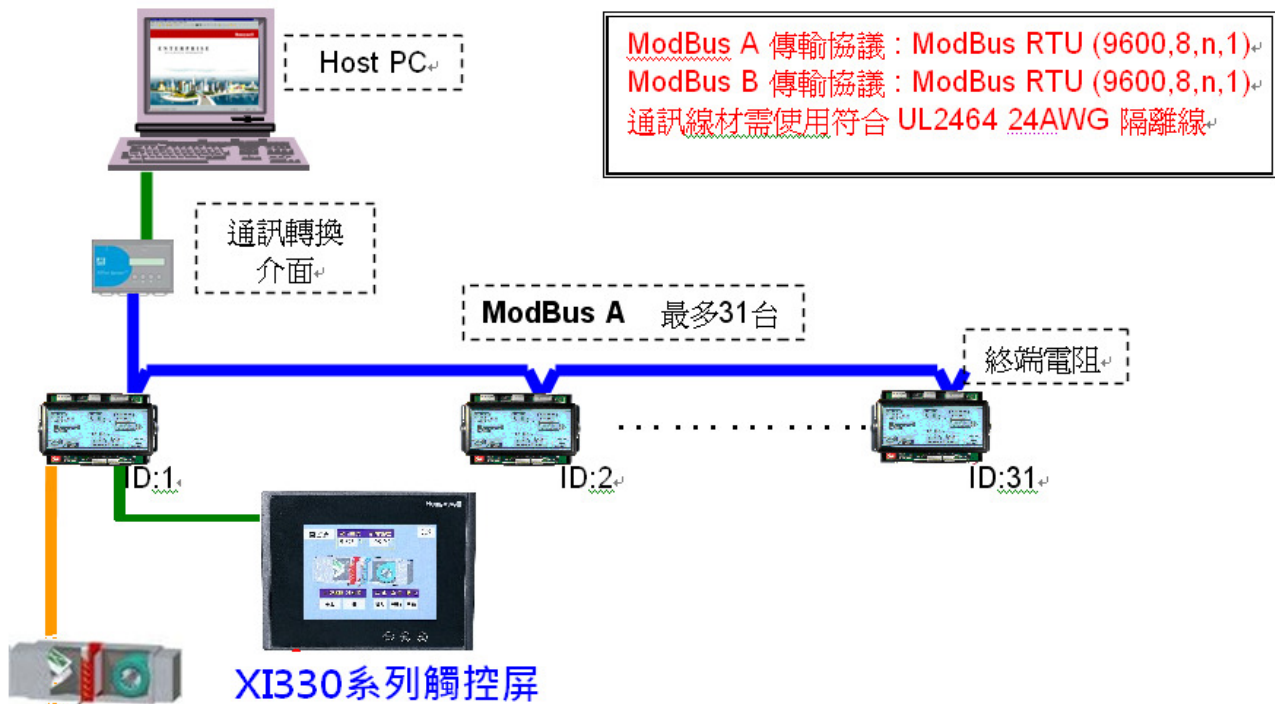 ENTERPRISE
Host PC
ModBus A 傳輸協議：ModBus RTU (9600,8,n,1)
ModBus B 傳輸協議：ModBus RTU (9600,8,n,1)
通訊線材需使用符合 UL2464 24AWG 隔離線
通訊轉換
介面
ModBus A 最多31台
終端電阻
ID:1
ID:2
ID:31
Honeywell
XI330系列觸控屏